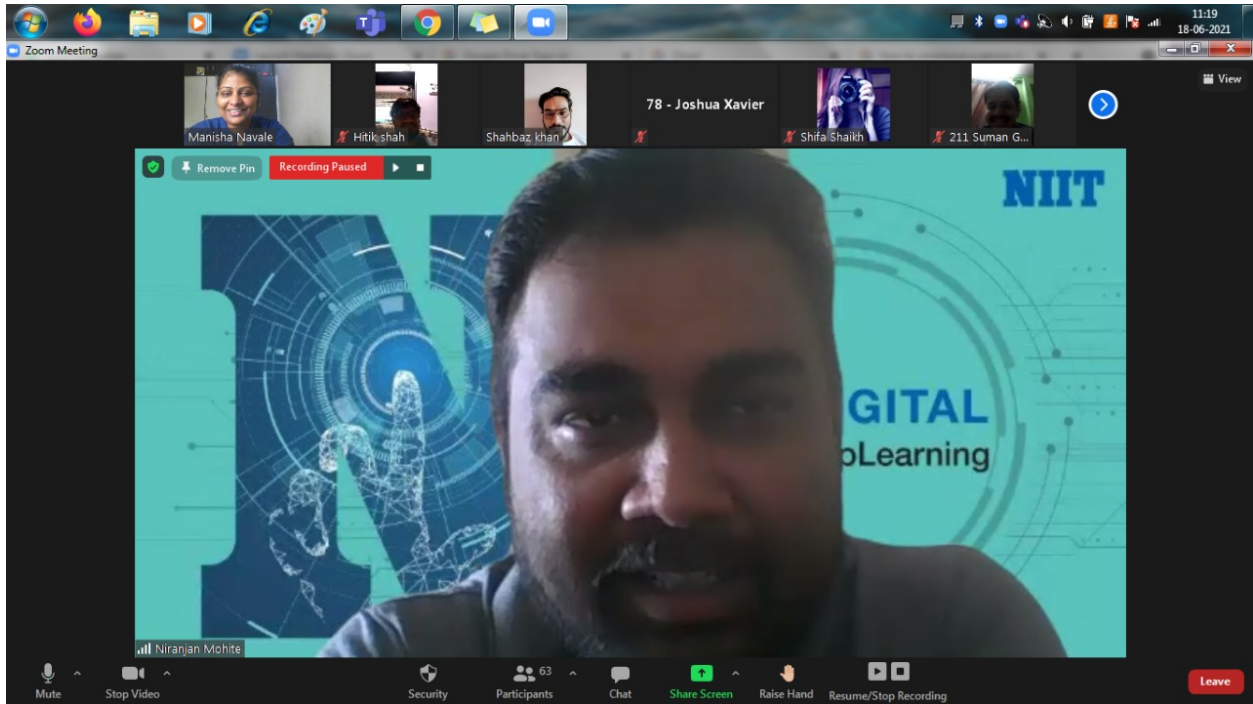 11:19
18-06-2021
Zoom Meeting
View
Manisha Navale
Hitik shah
Shahbaz khan
78 - Joshua Xavier
Shifa Shaikh
211 Suman G...
Remove Pin
Recording Paused
NIIT
N
GITAL
pLearning
Niranjan Mohite
Mute
Stop Video
Security
63
Participants
Chat
Share Screen
Raise Hand
Resume/Stop Recording
Leave